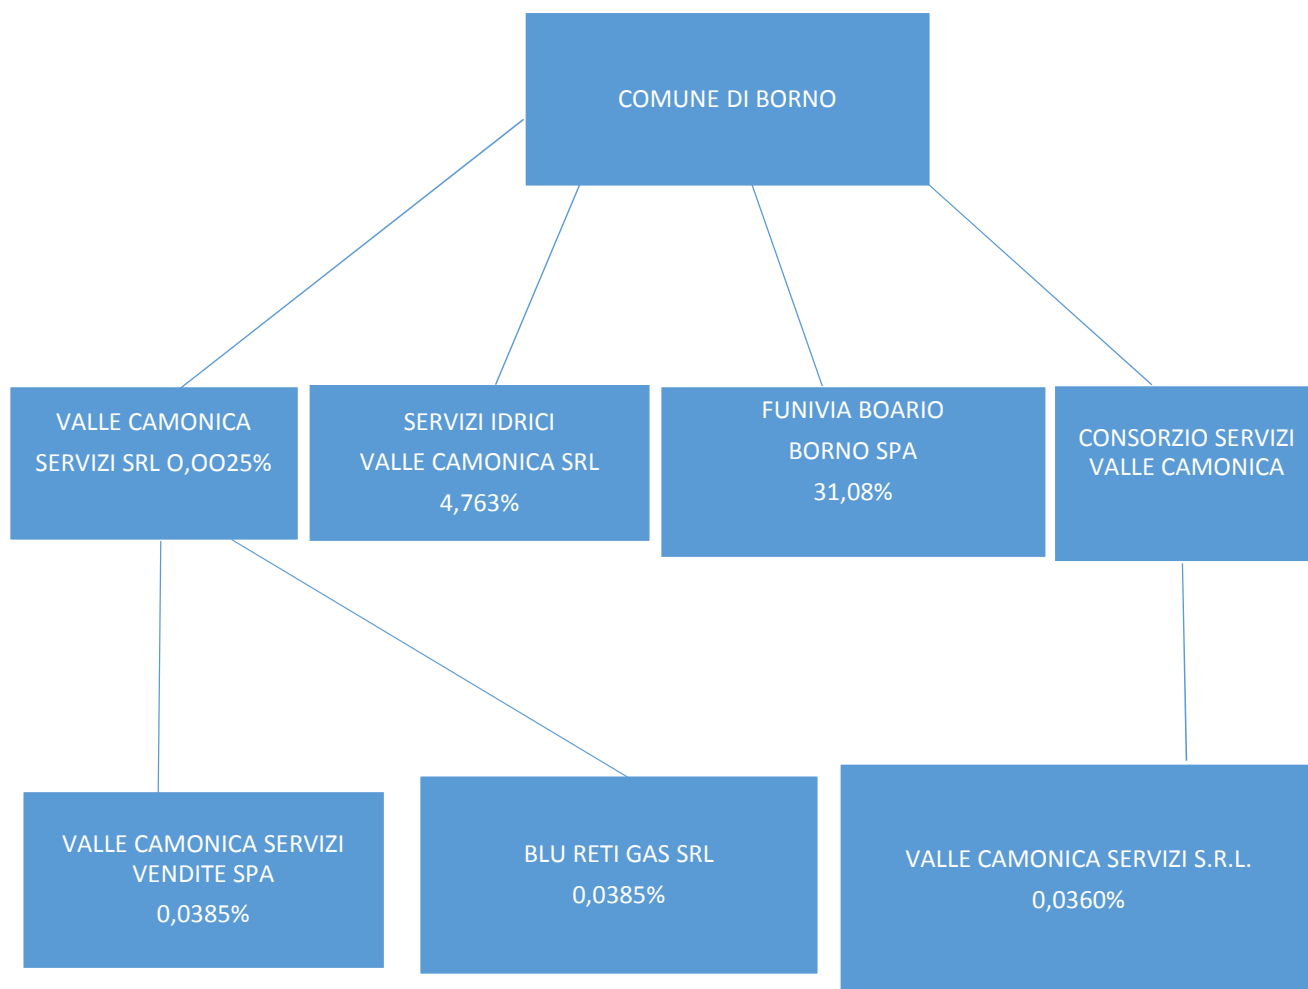 COMUNE DI BORNO
VALLE CAMONICA
SERVIZI SRL O,OO25%
SERVIZI IDRICI
VALLE CAMONICA SRL
4,763%
FUNIVIA BOARIO
BORNO SPA
31,08%
CONSORZIO SERVIZI
VALLE CAMONICA
VALLE CAMONICA SERVIZI
VENDITE SPA
0,0385%
BLU RETI GAS SRL
0,0385%
VALLE CAMONICA SERVIZI S.R.L.
0,0360%